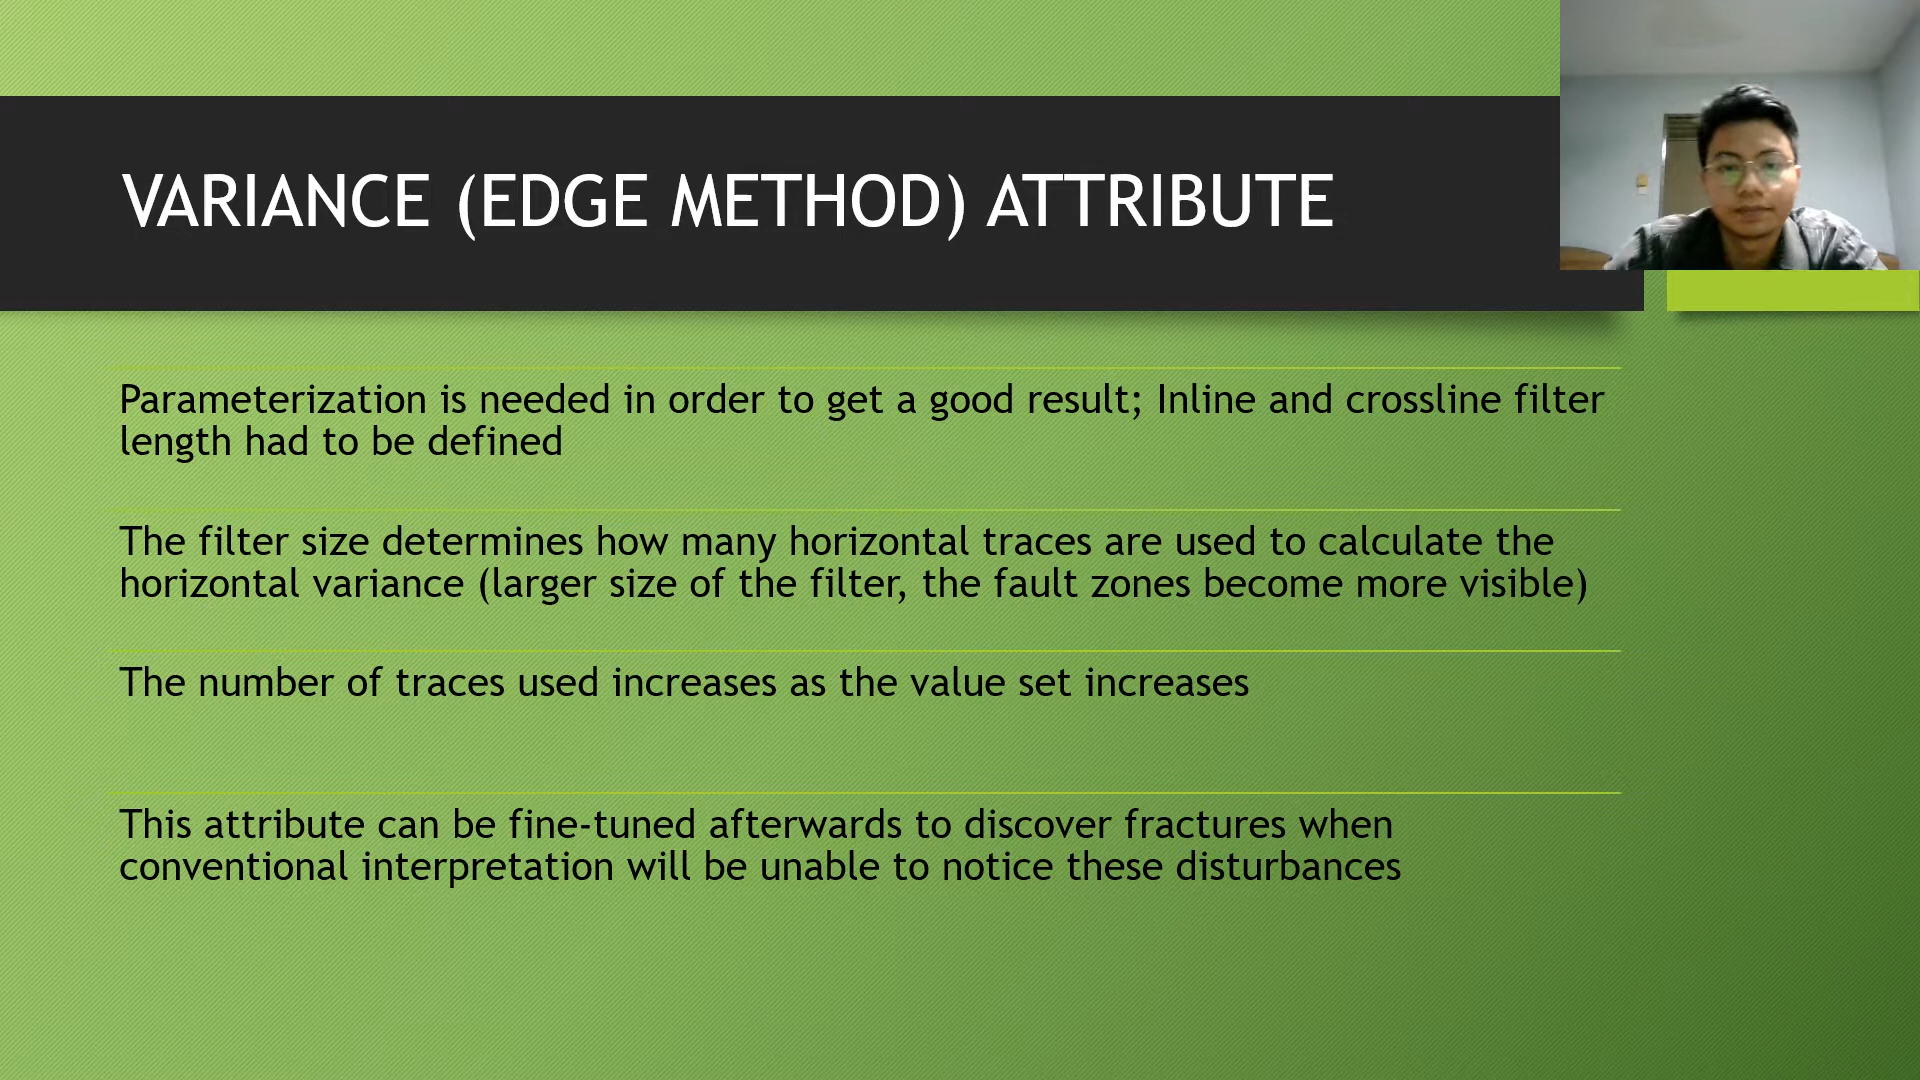 VARIANCE (EDGE METHOD) ATTRIBUTE
Parameterization is needed in order to get a good result; Inline and crossline filter
length had to be defined
The filter size determines how many horizontal traces are used to calculate the
horizontal variance (larger size of the filter, the fault zones become more visible)
The number of traces used increases as the value set increases
This attribute can be fine-tuned afterwards to discover fractures when
conventional interpretation will be unable to notice these disturbances